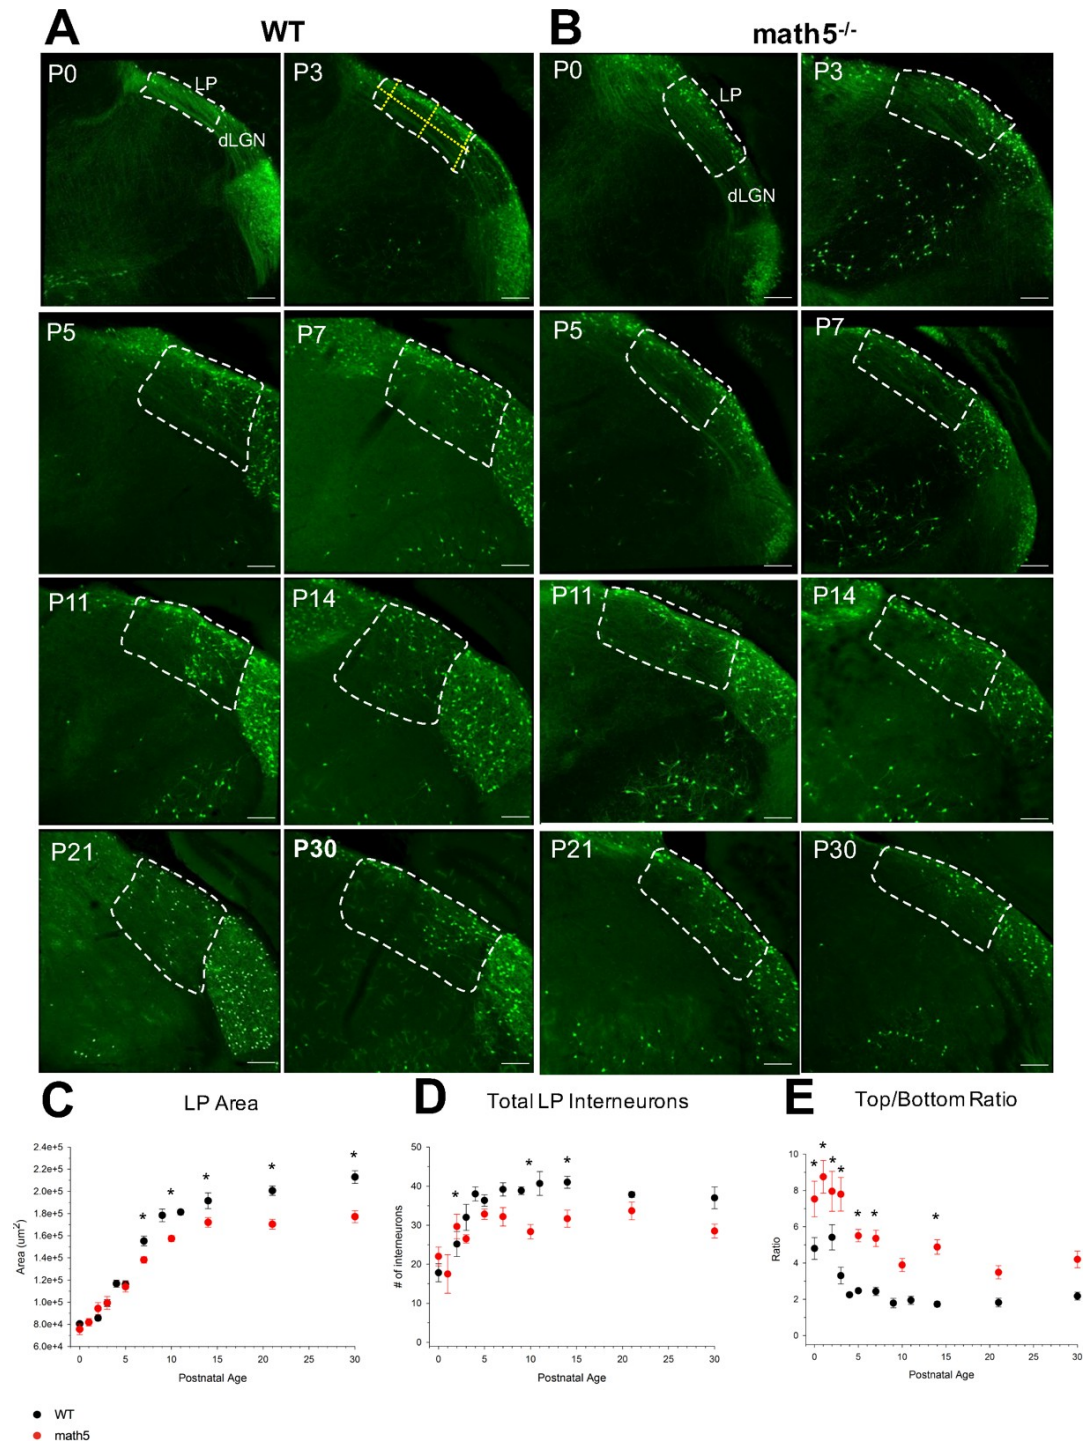 A WT B math5-/-
P0 LP dLGN P3 P0 LP dLGN P3
P5 P7 P5 P7
P11 P14 P11 P14
P21 P30 P21 P30
C LP Area
2.4e+5
2.2e+5
2.0e+5
1.8e+5
1.6e+5
1.4e+5
1.2e+5
1.0e+5
8.0e+4
6.0e+4
Area (um2)
* * * * *
0 5 10 15 20 25 30
Postnatal Age
D Total LP Interneurons
50
40
30
20
10
0
# of interneurons
* * *
0 5 10 15 20 25 30
Postnatal Age
E Top/Bottom Ratio
10
8
6
4
2
0
Ratio
* * * * * * *
0 5 10 15 20 25 30
Postnatal Age
WT
math5